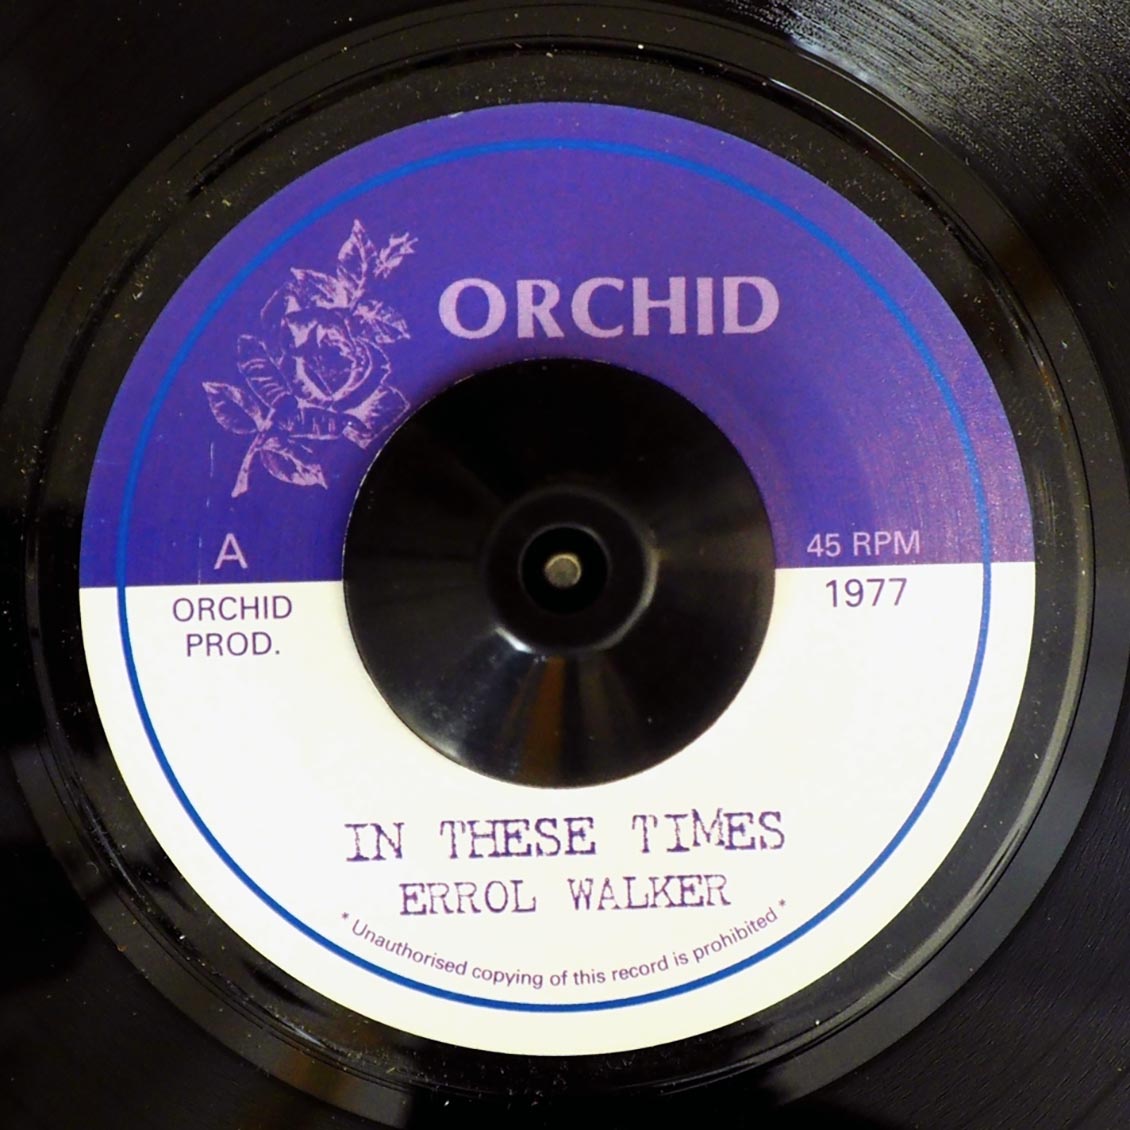 ORCHID
A
45 RPM
ORCHID
PROD.
1977
IN THESE TIMES
ERROL WALKER
* Unauthorised copying of this record is prohibited *